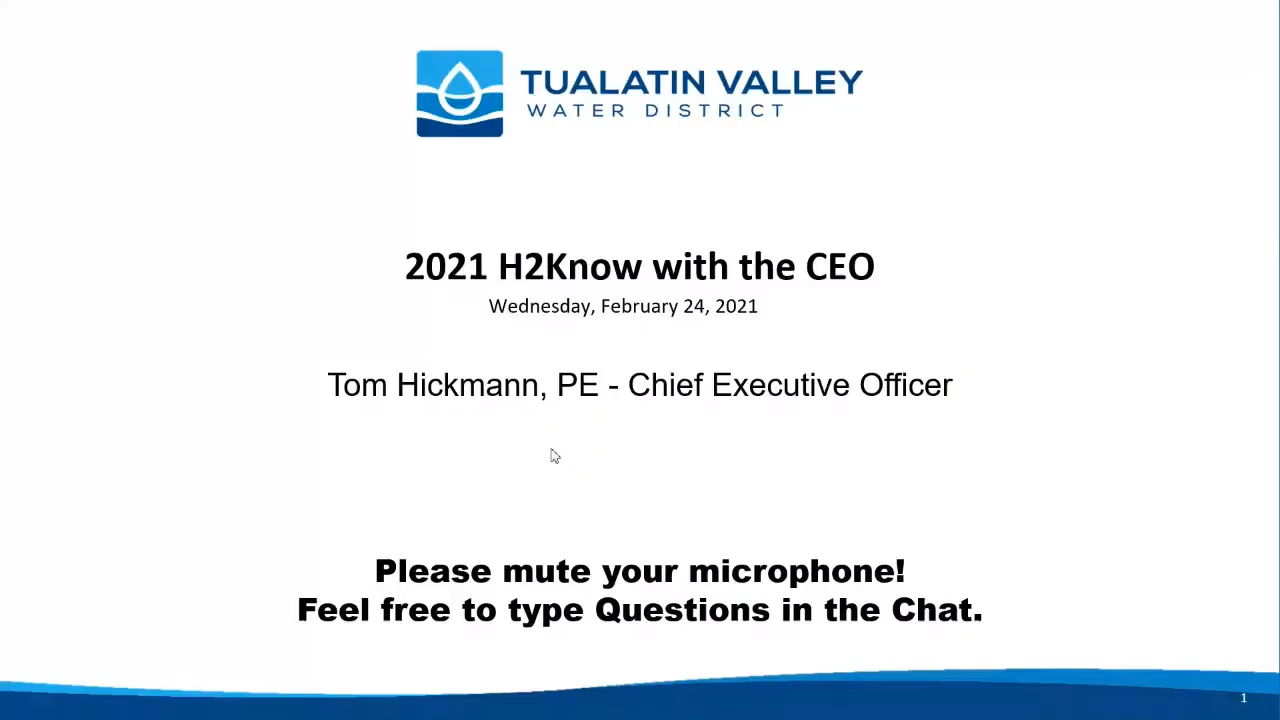 TUALATIN VALLEY
WATER DISTRICT
2021 H2Know with the CEO
Wednesday, February 24, 2021
Tom Hickmann, PE - Chief Executive Officer
Please mute your microphone!
Feel free to type Questions in the Chat.
1